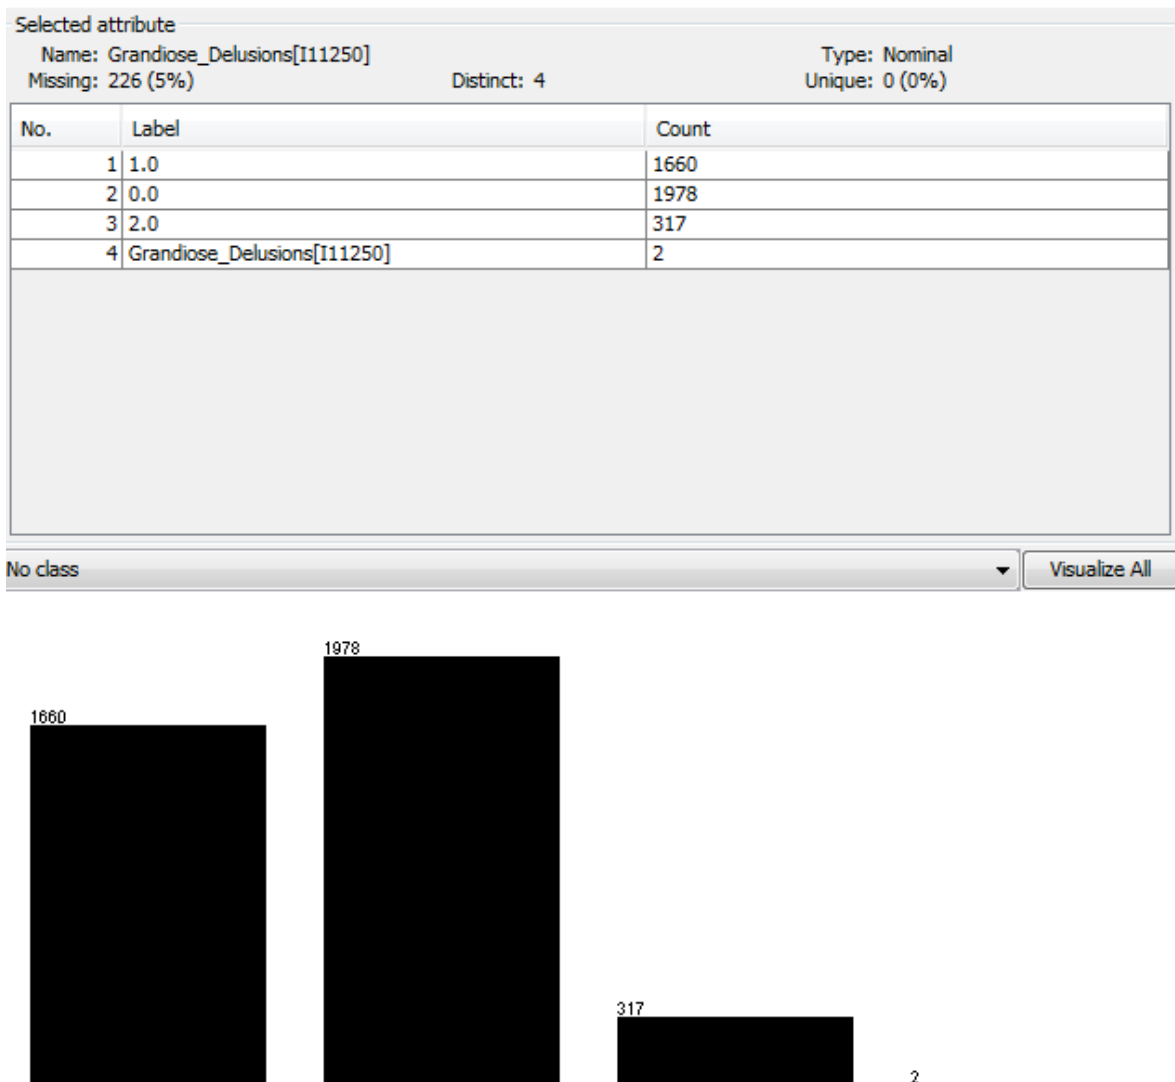 Selected attribute
Name: Grandiose_Delusions[I11250] Type: Nominal
Missing: 226 (5%) Distinct: 4 Unique: 0 (0%)
No. Label Count
1 1.0 1660
2 0.0 1978
3 2.0 317
4 Grandiose_Delusions[I11250] 2
No class Visualize All
1978
1660
317
2